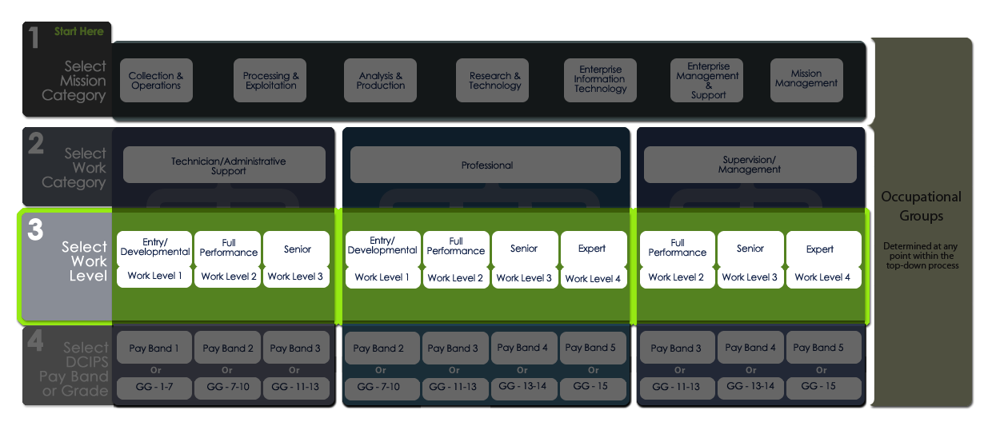 1 Start Here
Select
Mission
Category
Collection &
Operations
Processing &
Exploitation
Analysis &
Production
Research &
Technology
Enterprise
Information
Technology
Enterprise
Management
&
Support
Mission
Management
2
Select
Work
Category
Technician/Administrative
Support
Professional
Supervision/
Management
3
Select
Work
Level
Entry/
Developmental
Work Level 1
Full
Performance
Work Level 2
Senior
Work Level 3
Entry/
Developmental
Work Level 1
Full
Performance
Work Level 2
Senior
Work Level 3
Expert
Work Level 4
Full
Performance
Work Level 2
Senior
Work Level 3
Expert
Work Level 4
4
Select
DCIPS
Pay Band
or Grade
Pay Band 1
Or
GG - 1-7
Pay Band 2
Or
GG - 7-10
Pay Band 3
Or
GG - 11-13
Pay Band 2
Or
GG - 7-10
Pay Band 3
Or
GG - 11-13
Pay Band 4
Or
GG - 13-14
Pay Band 5
Or
GG - 15
Pay Band 3
Or
GG - 11-13
Pay Band 4
Or
GG - 13-14
Pay Band 5
Or
GG - 15
Occupational
Groups
Determined at any
point within the
top-down process